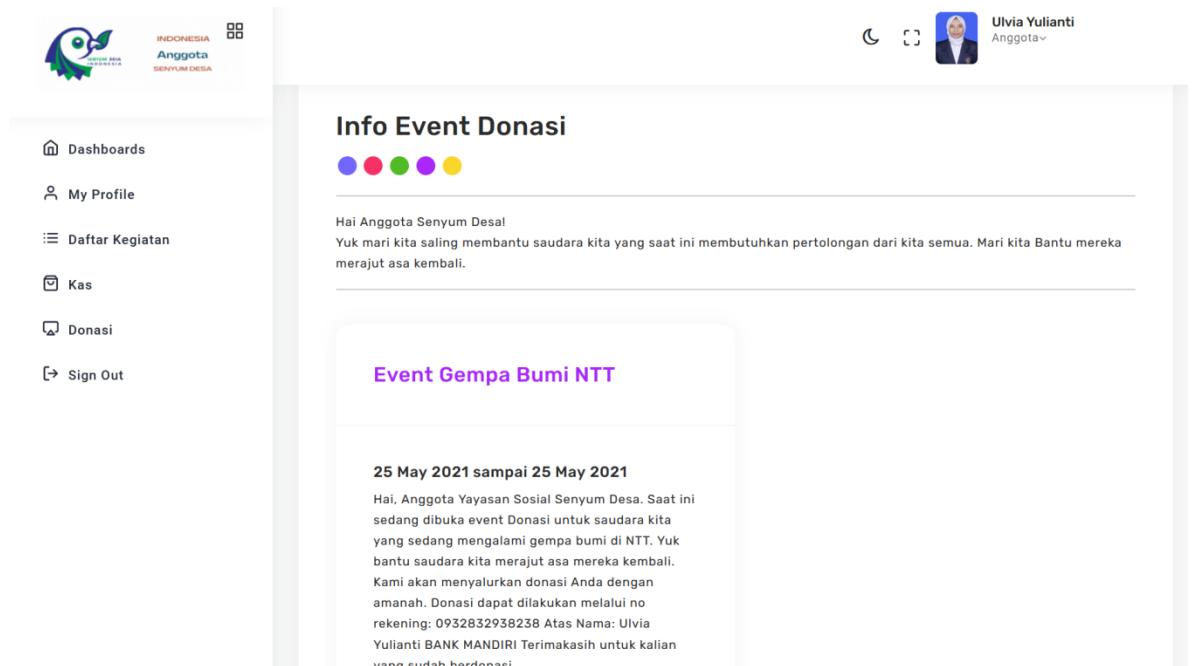 INDONESIA
Anggota
SENYUM DESA
Ulvia Yulianti
Anggota
Dashboards
My Profile
Daftar Kegiatan
Kas
Donasi
Sign Out
Info Event Donasi
Hai Anggota Senyum Desa!
Yuk mari kita saling membantu saudara kita yang saat ini membutuhkan pertolongan dari kita semua. Mari kita Bantu mereka
merajut asa kembali.
Event Gempa Bumi NTT
25 May 2021 sampai 25 May 2021
Hai, Anggota Yayasan Sosial Senyum Desa. Saat ini
sedang dibuka event Donasi untuk saudara kita
yang sedang mengalami gempa bumi di NTT. Yuk
bantu saudara kita merajut asa mereka kembali.
Kami akan menyalurkan donasi Anda dengan
amanah. Donasi dapat dilakukan melalui no
rekening: 0932832938238 Atas Nama: Ulvia
Yulianti BANK MANDIRI Terimakasih untuk kalian
yang sudah berdonasi